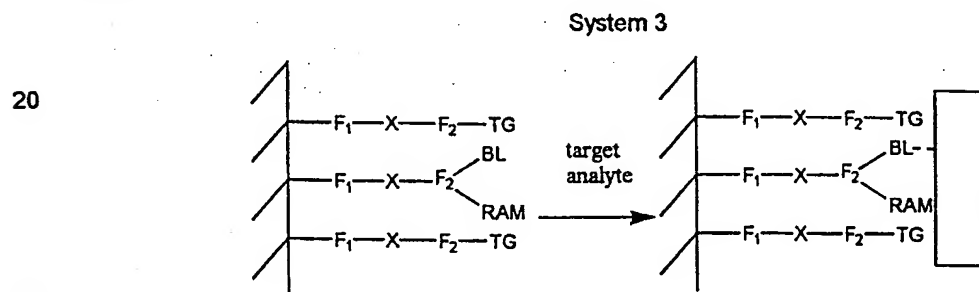 System 3
20
F₁—X—F₂—TG
BL
F₁—X—F₂
RAM
F₁—X—F₂—TG
target
analyte
F₁—X—F₂—TG
BL
F₁—X—F₂
RAM
F₁—X—F₂—TG